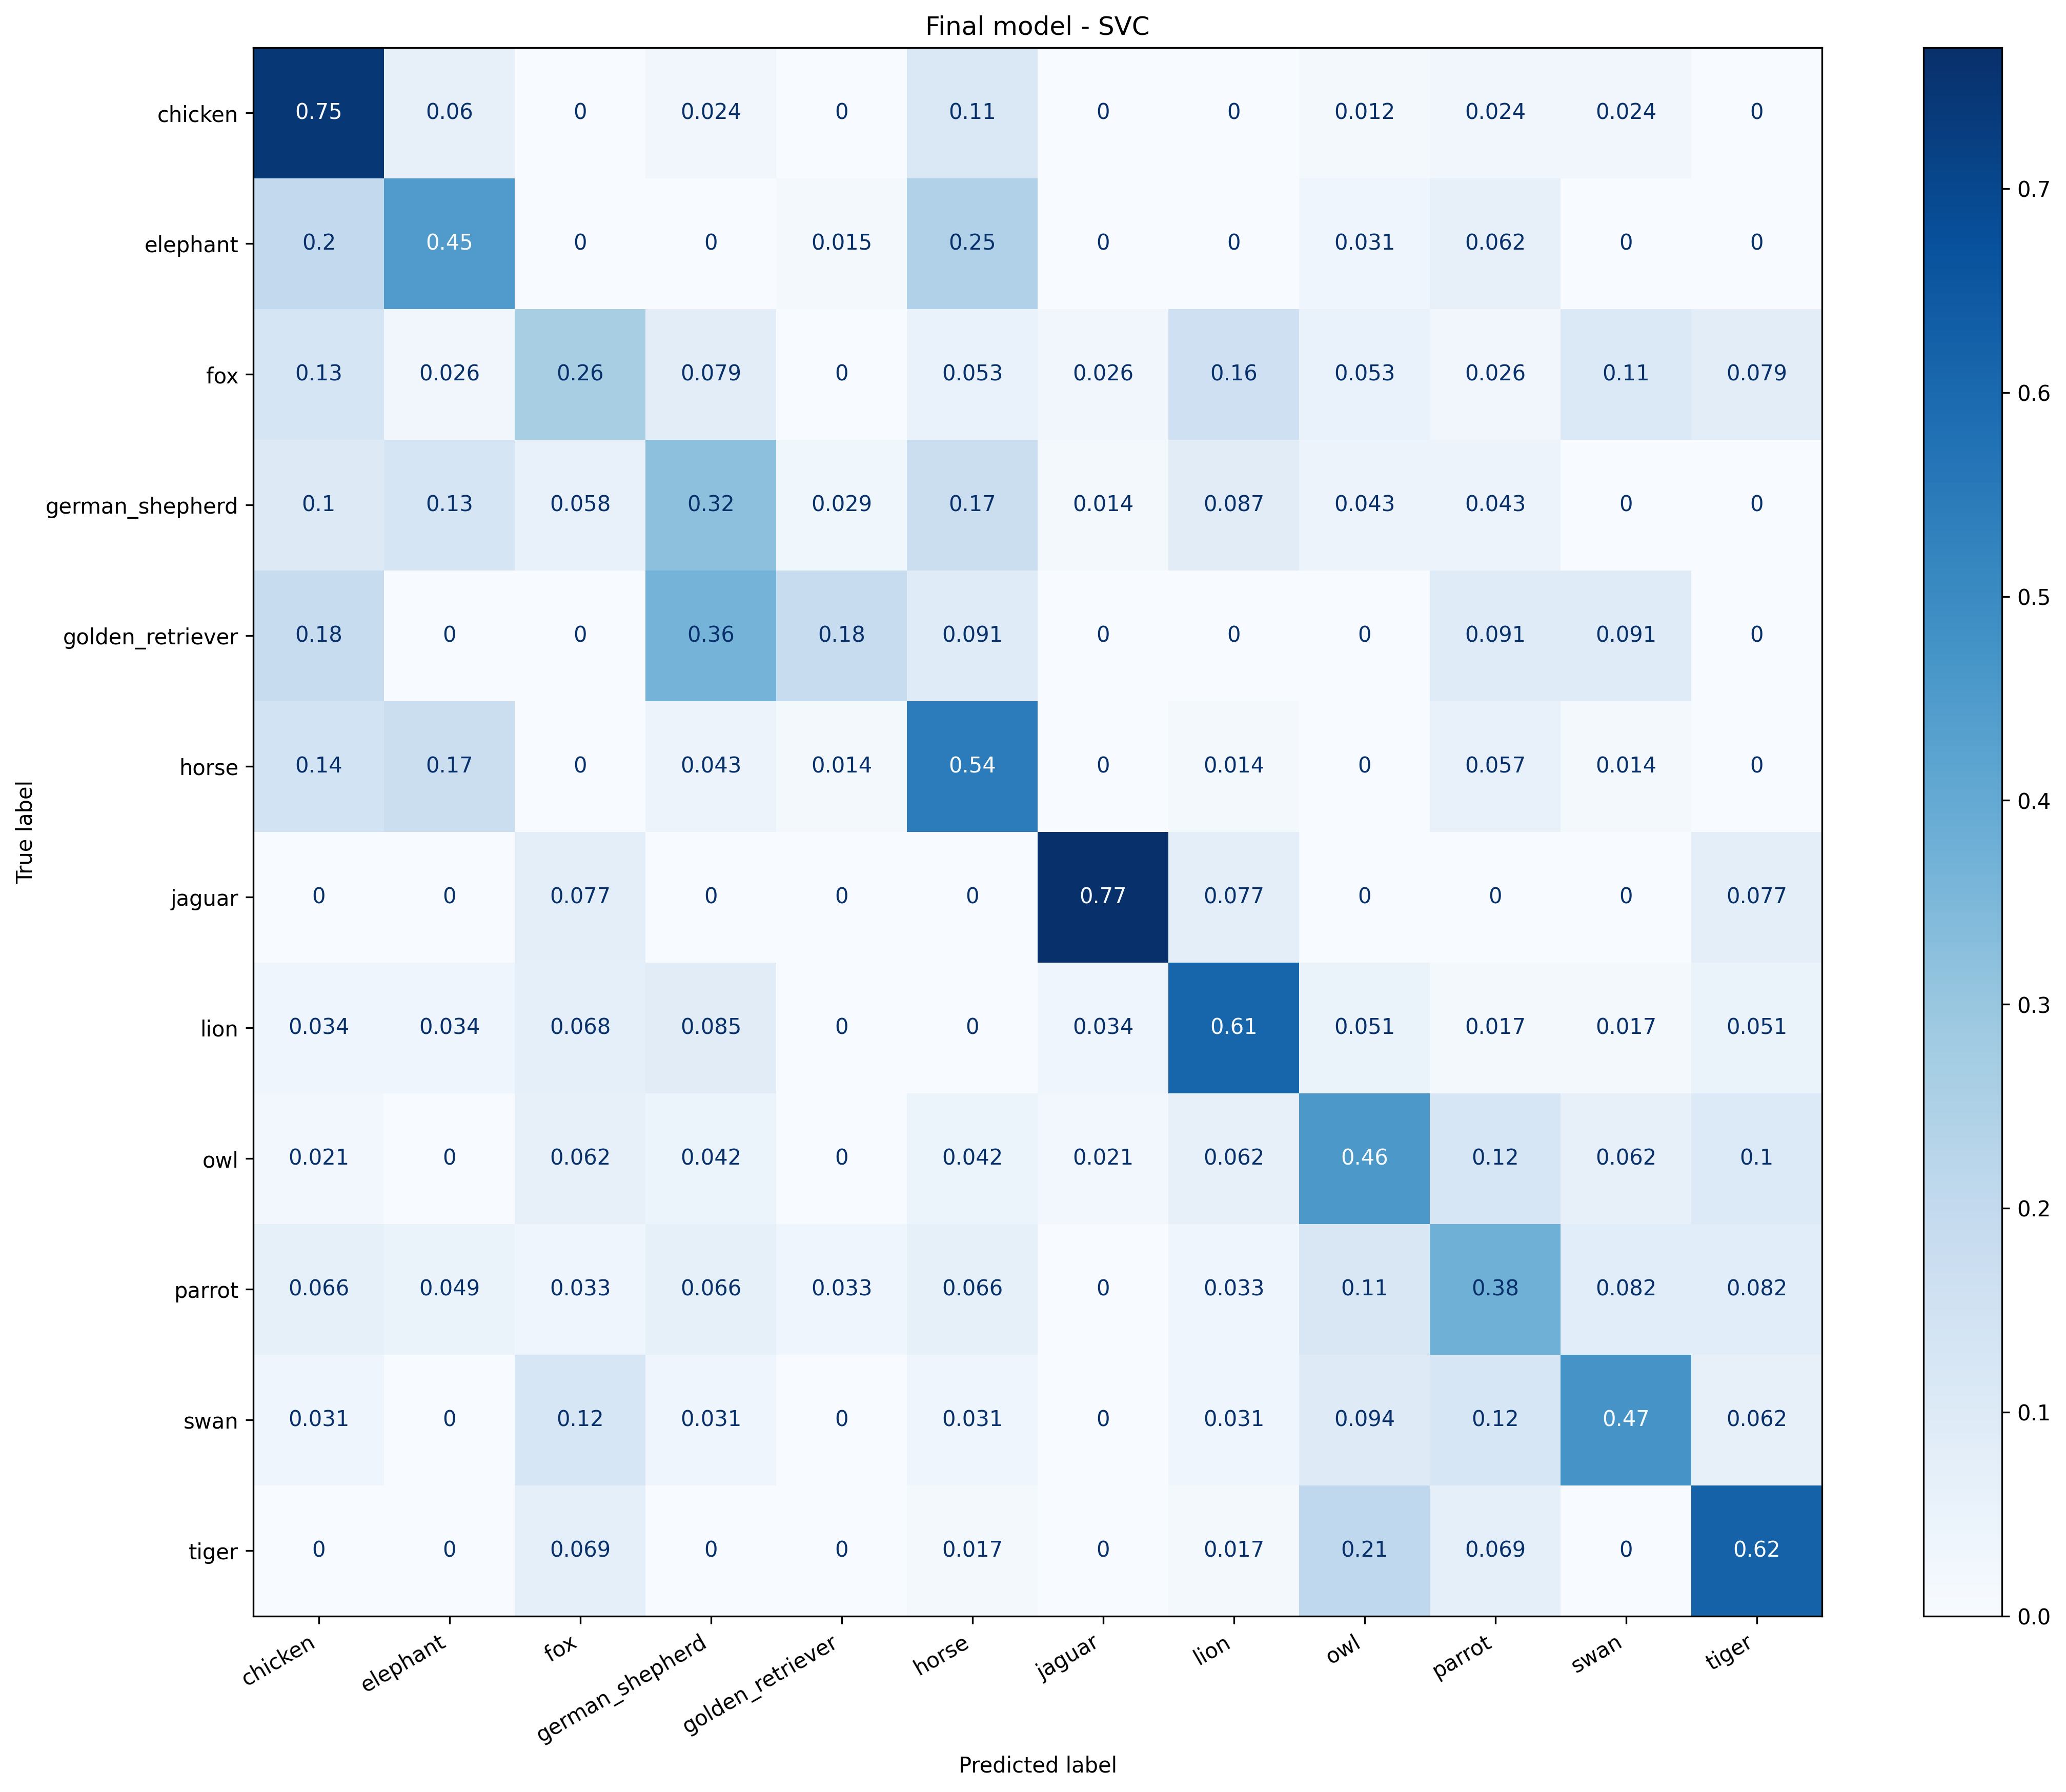 Final model - SVC
chicken 0.75 0.06 0 0.024 0 0.11 0 0 0.012 0.024 0.024 0
elephant 0.2 0.45 0 0 0.015 0.25 0 0 0.031 0.062 0 0
fox 0.13 0.026 0.26 0.079 0 0.053 0.026 0.16 0.053 0.026 0.11 0.079
german_shepherd 0.1 0.13 0.058 0.32 0.029 0.17 0.014 0.087 0.043 0.043 0 0
golden_retriever 0.18 0 0 0.36 0.18 0.091 0 0 0 0.091 0.091 0
horse 0.14 0.17 0 0.043 0.014 0.54 0 0.014 0 0.057 0.014 0
jaguar 0 0 0.077 0 0 0 0.77 0.077 0 0 0 0.077
lion 0.034 0.034 0.068 0.085 0 0 0.034 0.61 0.051 0.017 0.017 0.051
owl 0.021 0 0.062 0.042 0 0.042 0.021 0.062 0.46 0.12 0.062 0.1
parrot 0.066 0.049 0.033 0.066 0.033 0.066 0 0.033 0.11 0.38 0.082 0.082
swan 0.031 0 0.12 0.031 0 0.031 0 0.031 0.094 0.12 0.47 0.062
tiger 0 0 0.069 0 0 0.017 0 0.017 0.21 0.069 0 0.62
True label
chicken elephant fox german_shepherd golden_retriever horse jaguar lion owl parrot swan tiger
Predicted label
0.7
0.6
0.5
0.4
0.3
0.2
0.1
0.0